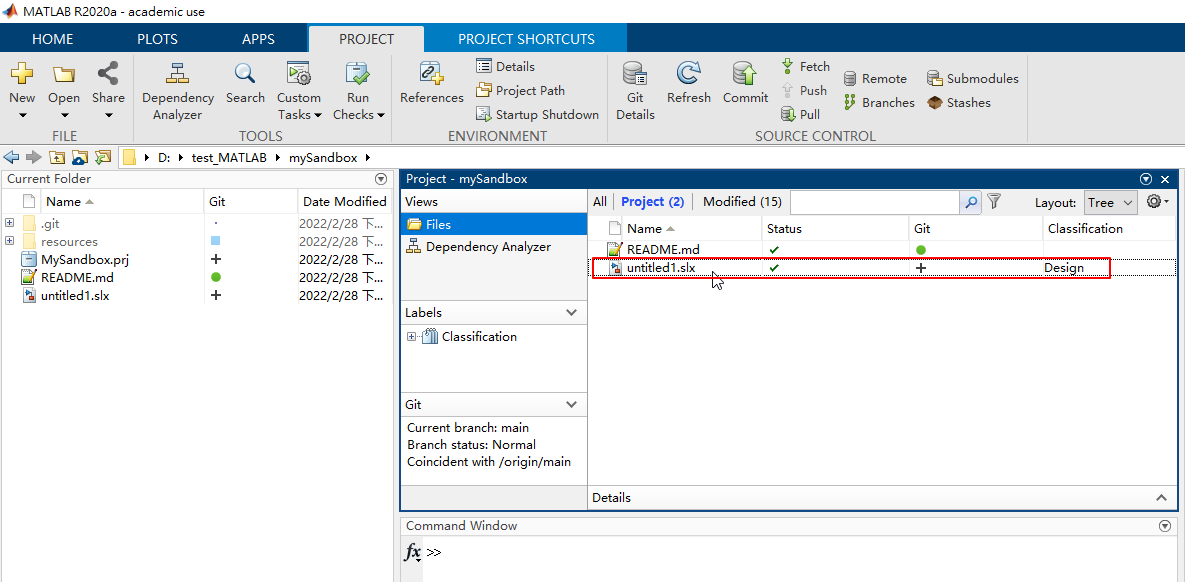 MATLAB R2020a - academic use
HOME PLOTS APPS PROJECT PROJECT SHORTCUTS
New Open Share
FILE
Dependency Analyzer Search Custom Tasks Run Checks
TOOLS
References Details
Project Path
Startup Shutdown
ENVIRONMENT
Git Details Refresh Commit Fetch
Push
Pull
Remote Submodules
Branches Stashes
SOURCE CONTROL
D: test_MATLAB mySandbox
Current Folder
Name Git Date Modified
.git 2022/2/28 下...
resources 2022/2/28 下...
MySandbox.prj 2022/2/28 下...
README.md 2022/2/28 下...
untitled1.slx 2022/2/28 下...
Project - mySandbox
Views
Files
Dependency Analyzer
Labels
Classification
Git
Current branch: main
Branch status: Normal
Coincident with /origin/main
All Project (2) Modified (15) Layout: Tree
Name Status Git Classification
README.md
untitled1.slx Design
Details
Command Window
fx >>